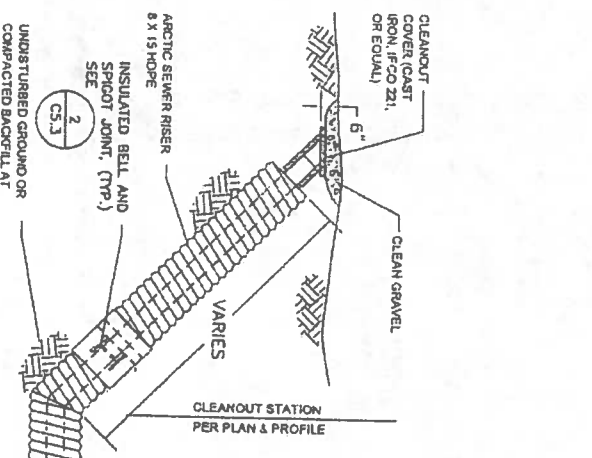 CLEANOUT
COVER (CAST
IRON, IFCO 221,
OR EQUAL)
6"
CLEAN GRAVEL
ARCTIC SEWER RISER
8 X 15 HDPE
INSULATED BELL AND
SPIGOT JOINT, (TYP.)
SEE
2
C5.3
VARIES
UNDISTURBED GROUND OR
COMPACTED BACKFILL AT
CLEANOUT STATION
PER PLAN & PROFILE